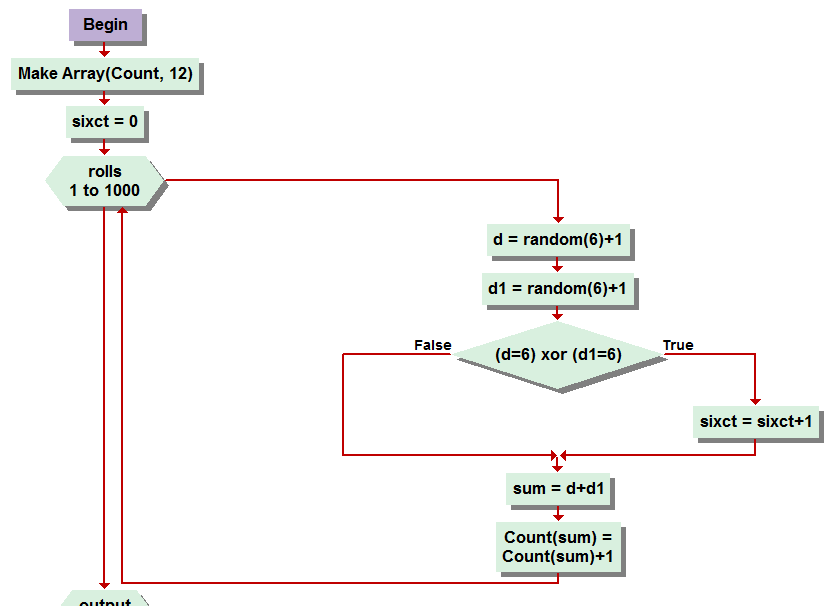 Begin
Make Array(Count, 12)
sixct = 0
rolls
1 to 1000
d = random(6)+1
d1 = random(6)+1
False
(d=6) xor (d1=6)
True
sixct = sixct+1
sum = d+d1
Count(sum) =
Count(sum)+1
output